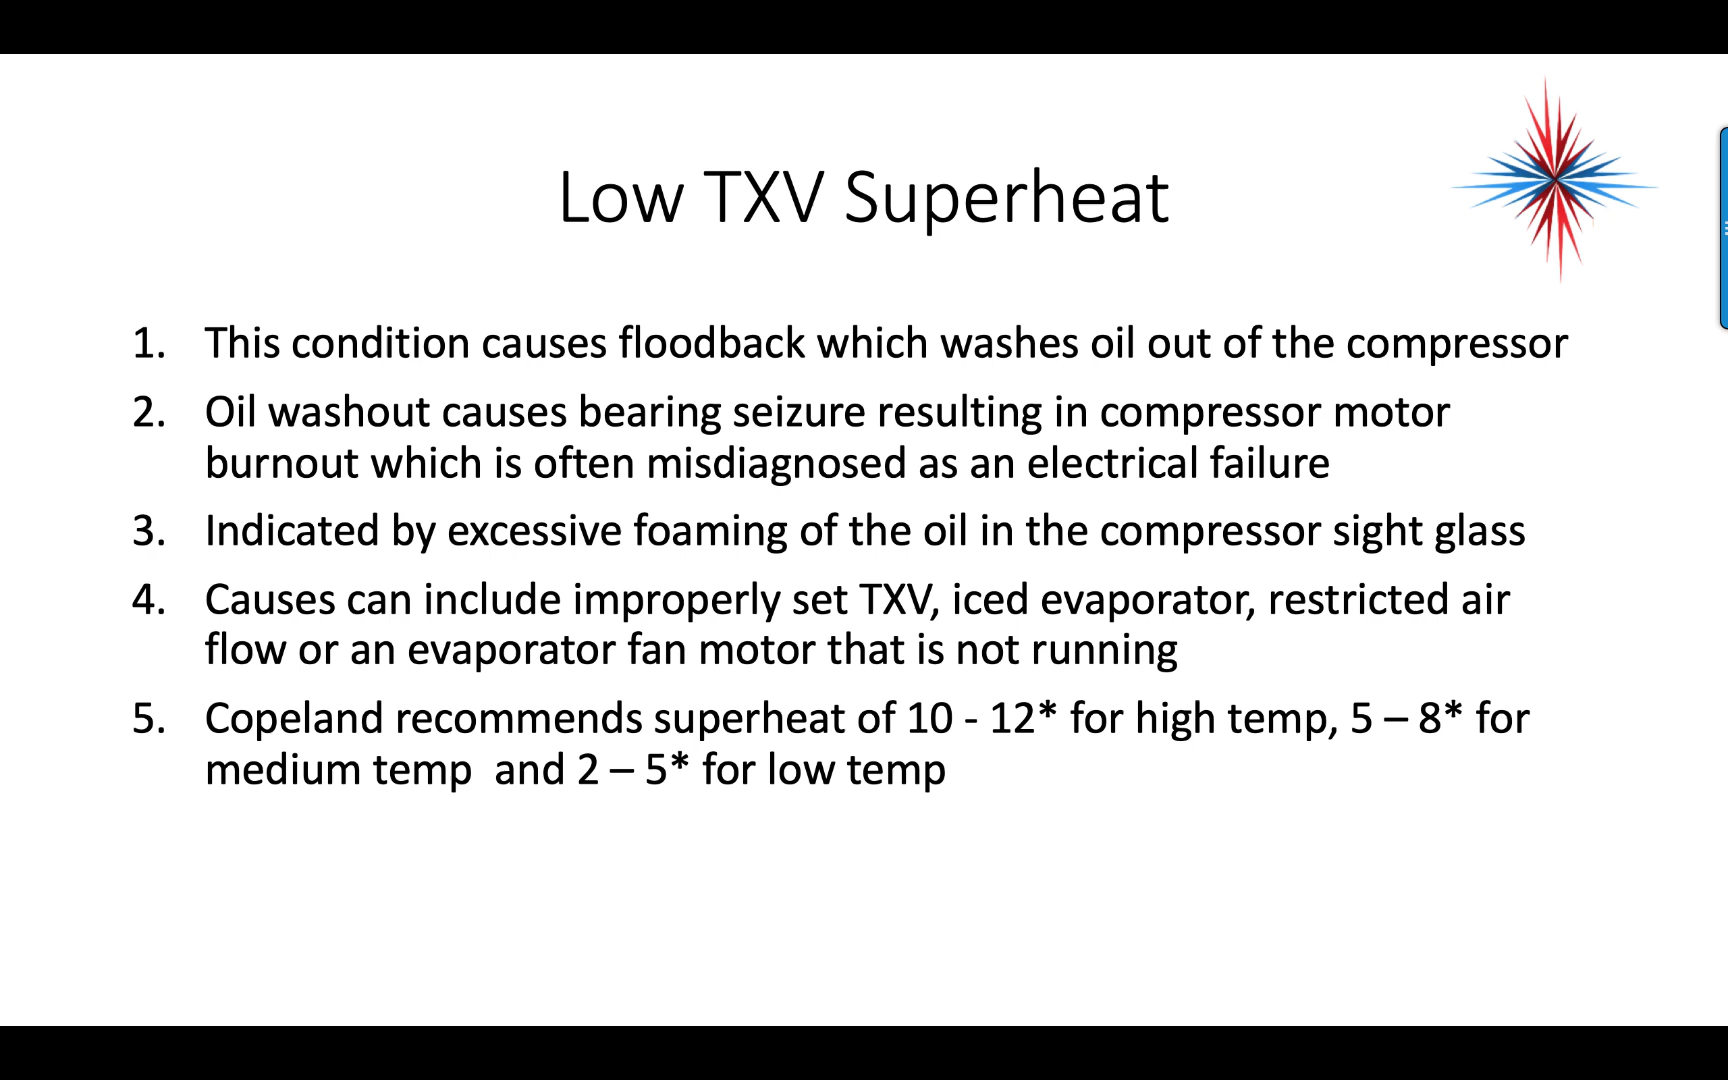 Low TXV Superheat
1. This condition causes floodback which washes oil out of the compressor
2. Oil washout causes bearing seizure resulting in compressor motor
burnout which is often misdiagnosed as an electrical failure
3. Indicated by excessive foaming of the oil in the compressor sight glass
4. Causes can include improperly set TXV, iced evaporator, restricted air
flow or an evaporator fan motor that is not running
5. Copeland recommends superheat of 10 - 12* for high temp, 5 – 8* for
medium temp  and 2 – 5* for low temp